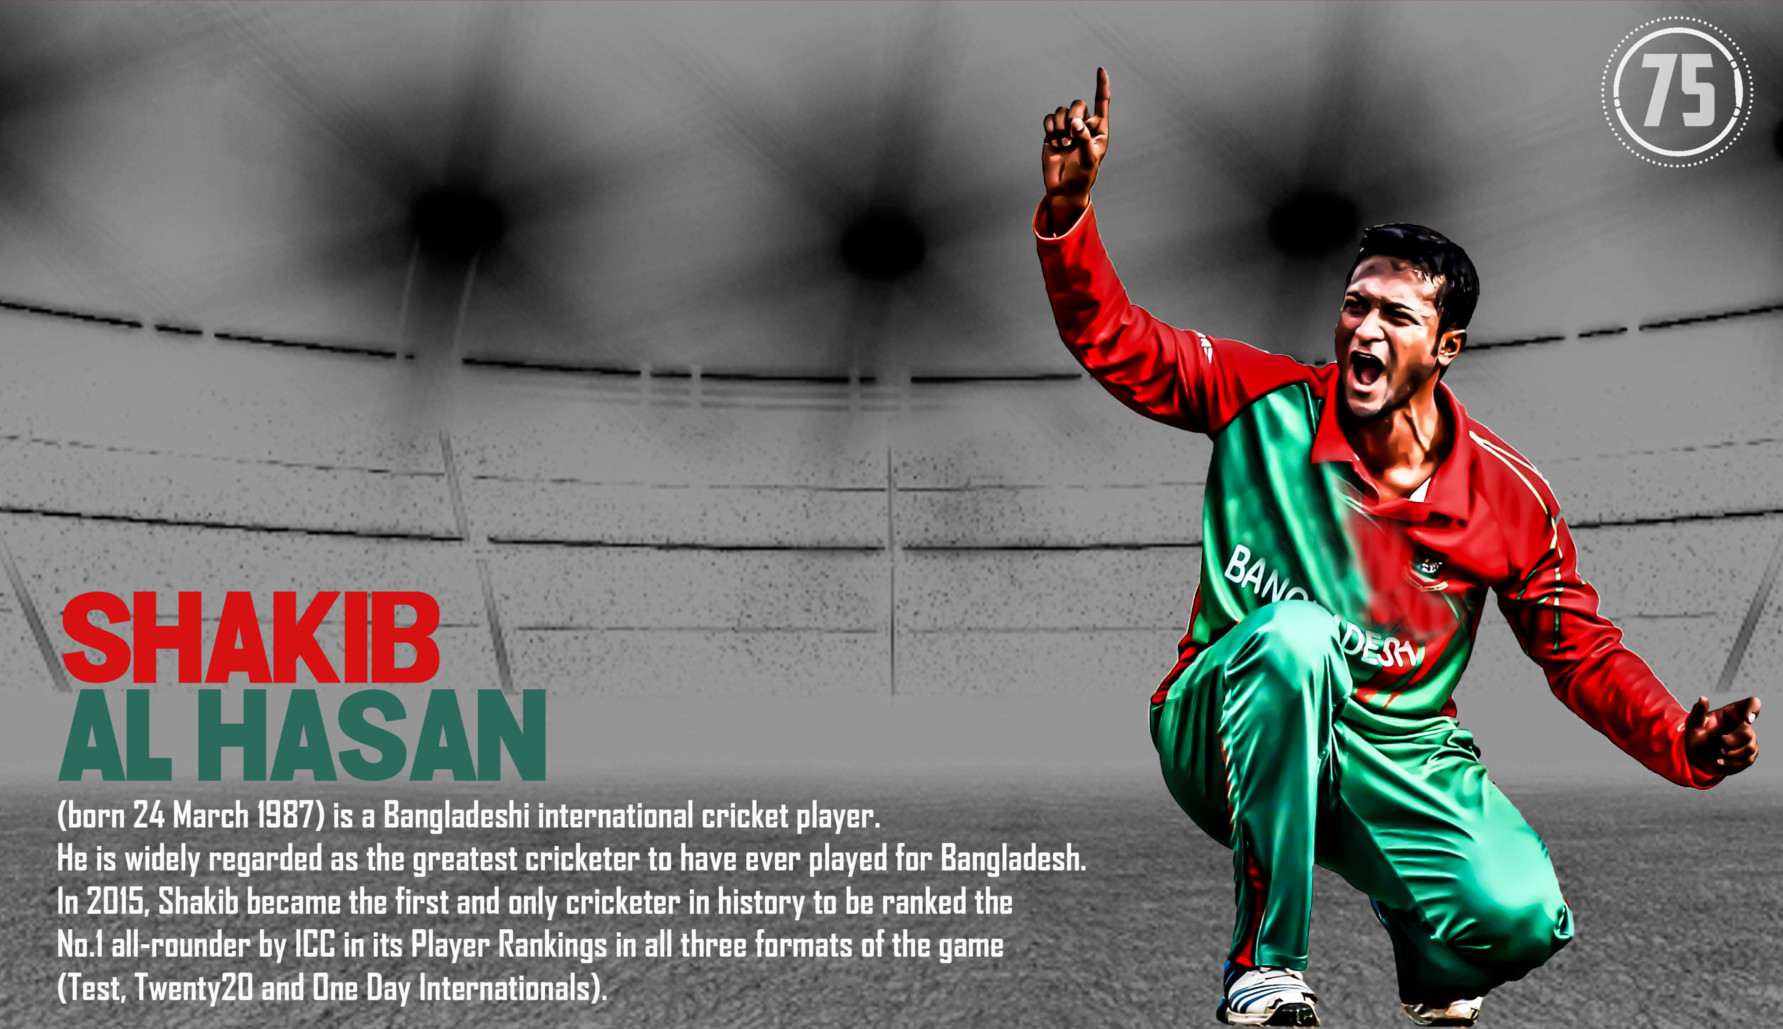 75
SHAKIB
AL HASAN
(born 24 March 1987) is a Bangladeshi international cricket player.
He is widely regarded as the greatest cricketer to have ever played for Bangladesh.
In 2015, Shakib became the first and only cricketer in history to be ranked the
No.1 all-rounder by ICC in its Player Rankings in all three formats of the game
(Test, Twenty20 and One Day Internationals).
BANGLADESH